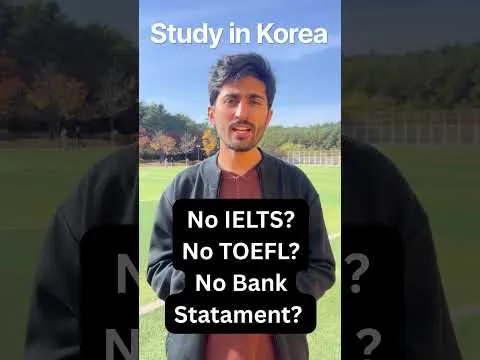 Study in Korea
No IELTS?
No TOEFL?
No Bank
Statament?